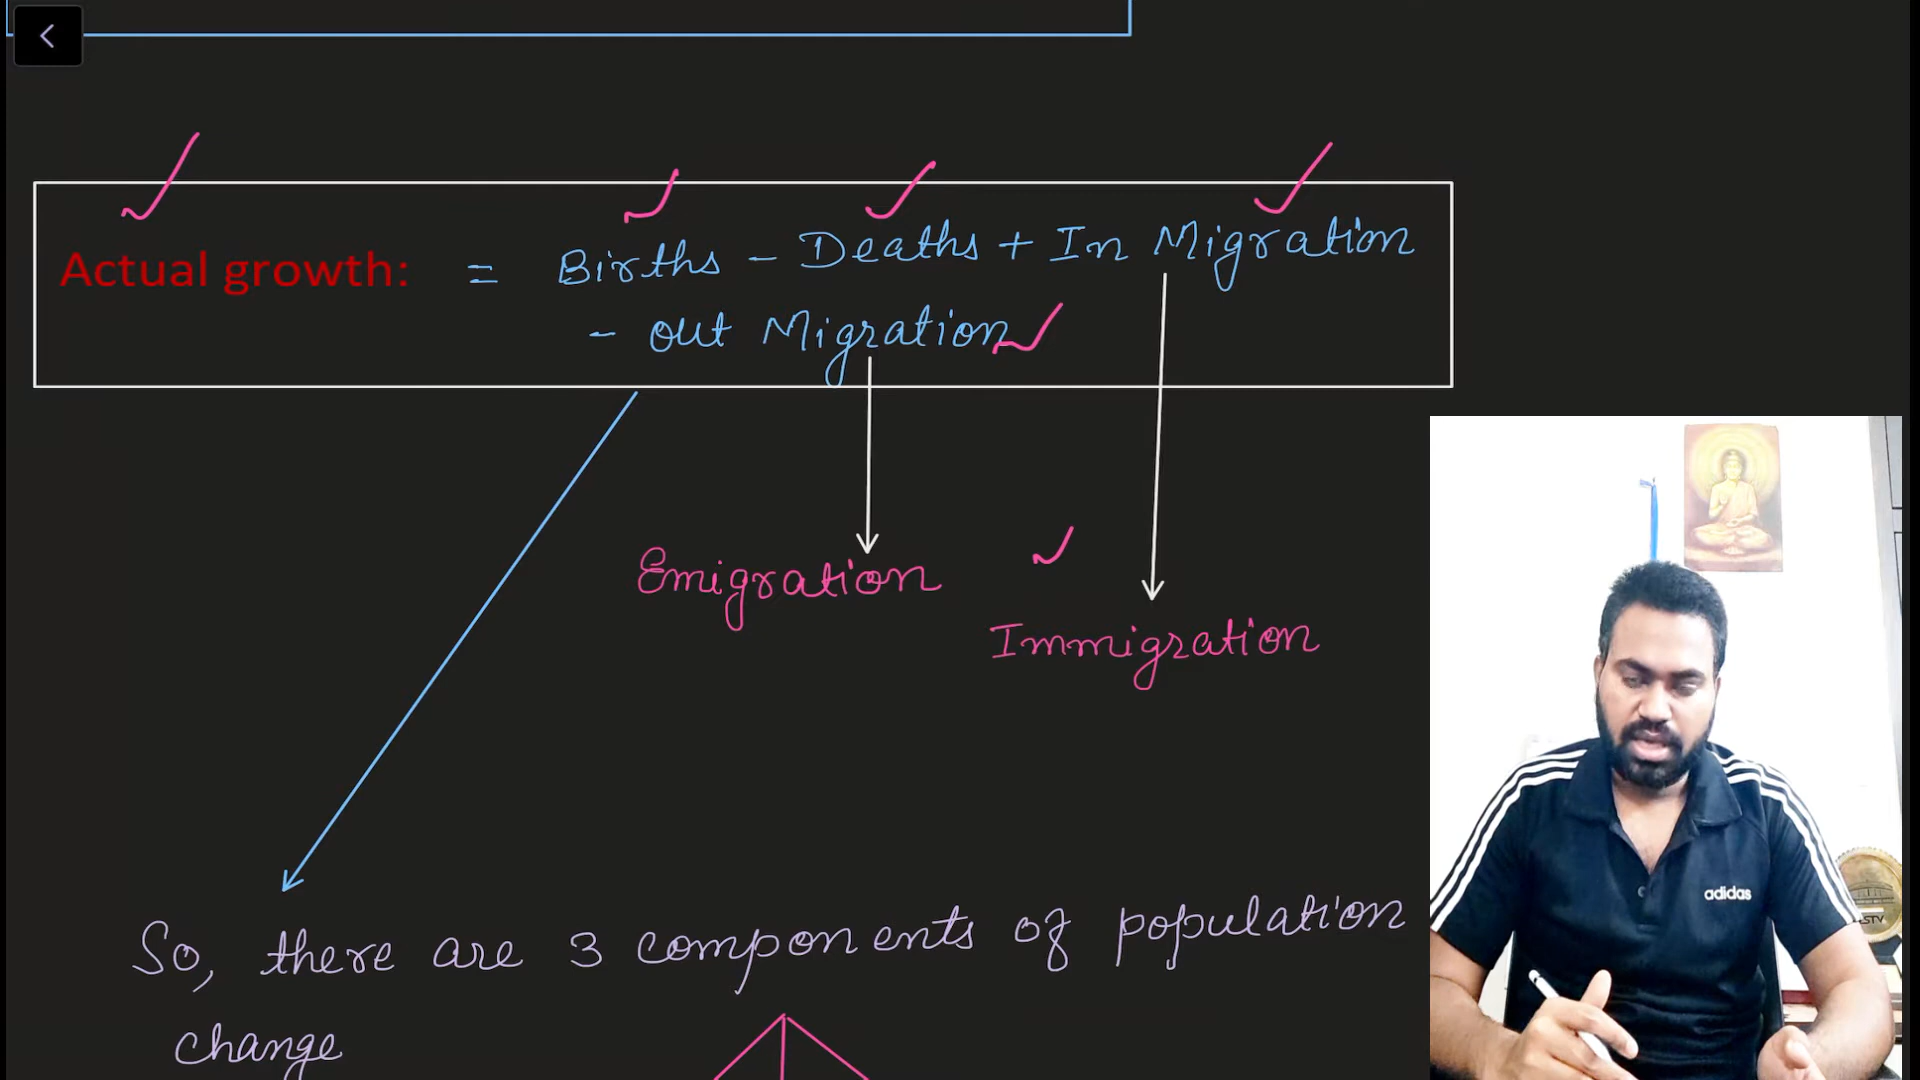 Actual growth: = Births - Deaths + In Migration
- out Migration
Emigration
Immigration
So, there are 3 components of population
change
adidas